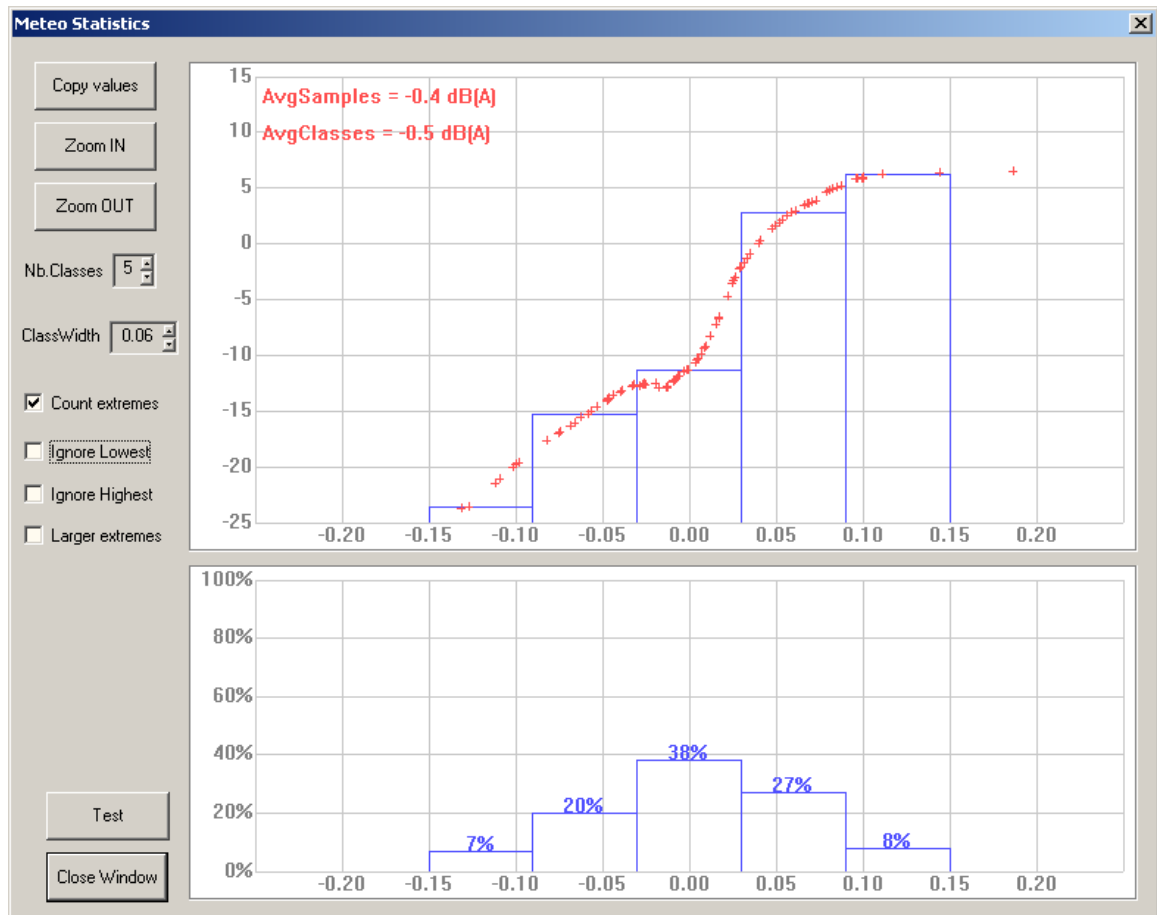 Meteo Statistics
Copy values
Zoom IN
Zoom OUT
Nb.Classes 5
ClassWidth 0.06
Count extremes
Ignore Lowest
Ignore Highest
Larger extremes
Test
Close Window
15
AvgSamples = -0.4 dB(A)
10
AvgClasses = -0.5 dB(A)
5
0
-5
-10
-15
-20
-25
-0.20 -0.15 -0.10 -0.05 0.00 0.05 0.10 0.15 0.20
100%
80%
60%
40%
38%
27%
20%
20%
7%
8%
0%
-0.20 -0.15 -0.10 -0.05 0.00 0.05 0.10 0.15 0.20